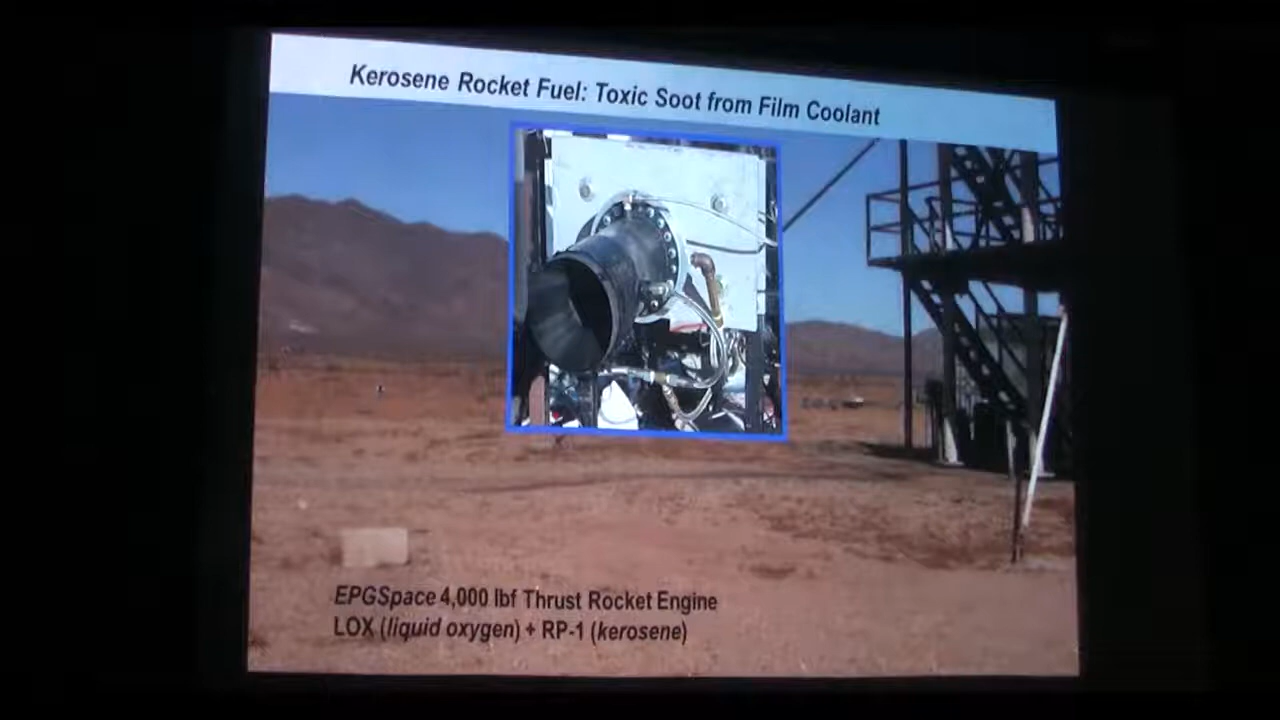 Kerosene Rocket Fuel: Toxic Soot from Film Coolant
EPGSpace 4,000 lbf Thrust Rocket Engine
LOX (liquid oxygen) + RP-1 (kerosene)